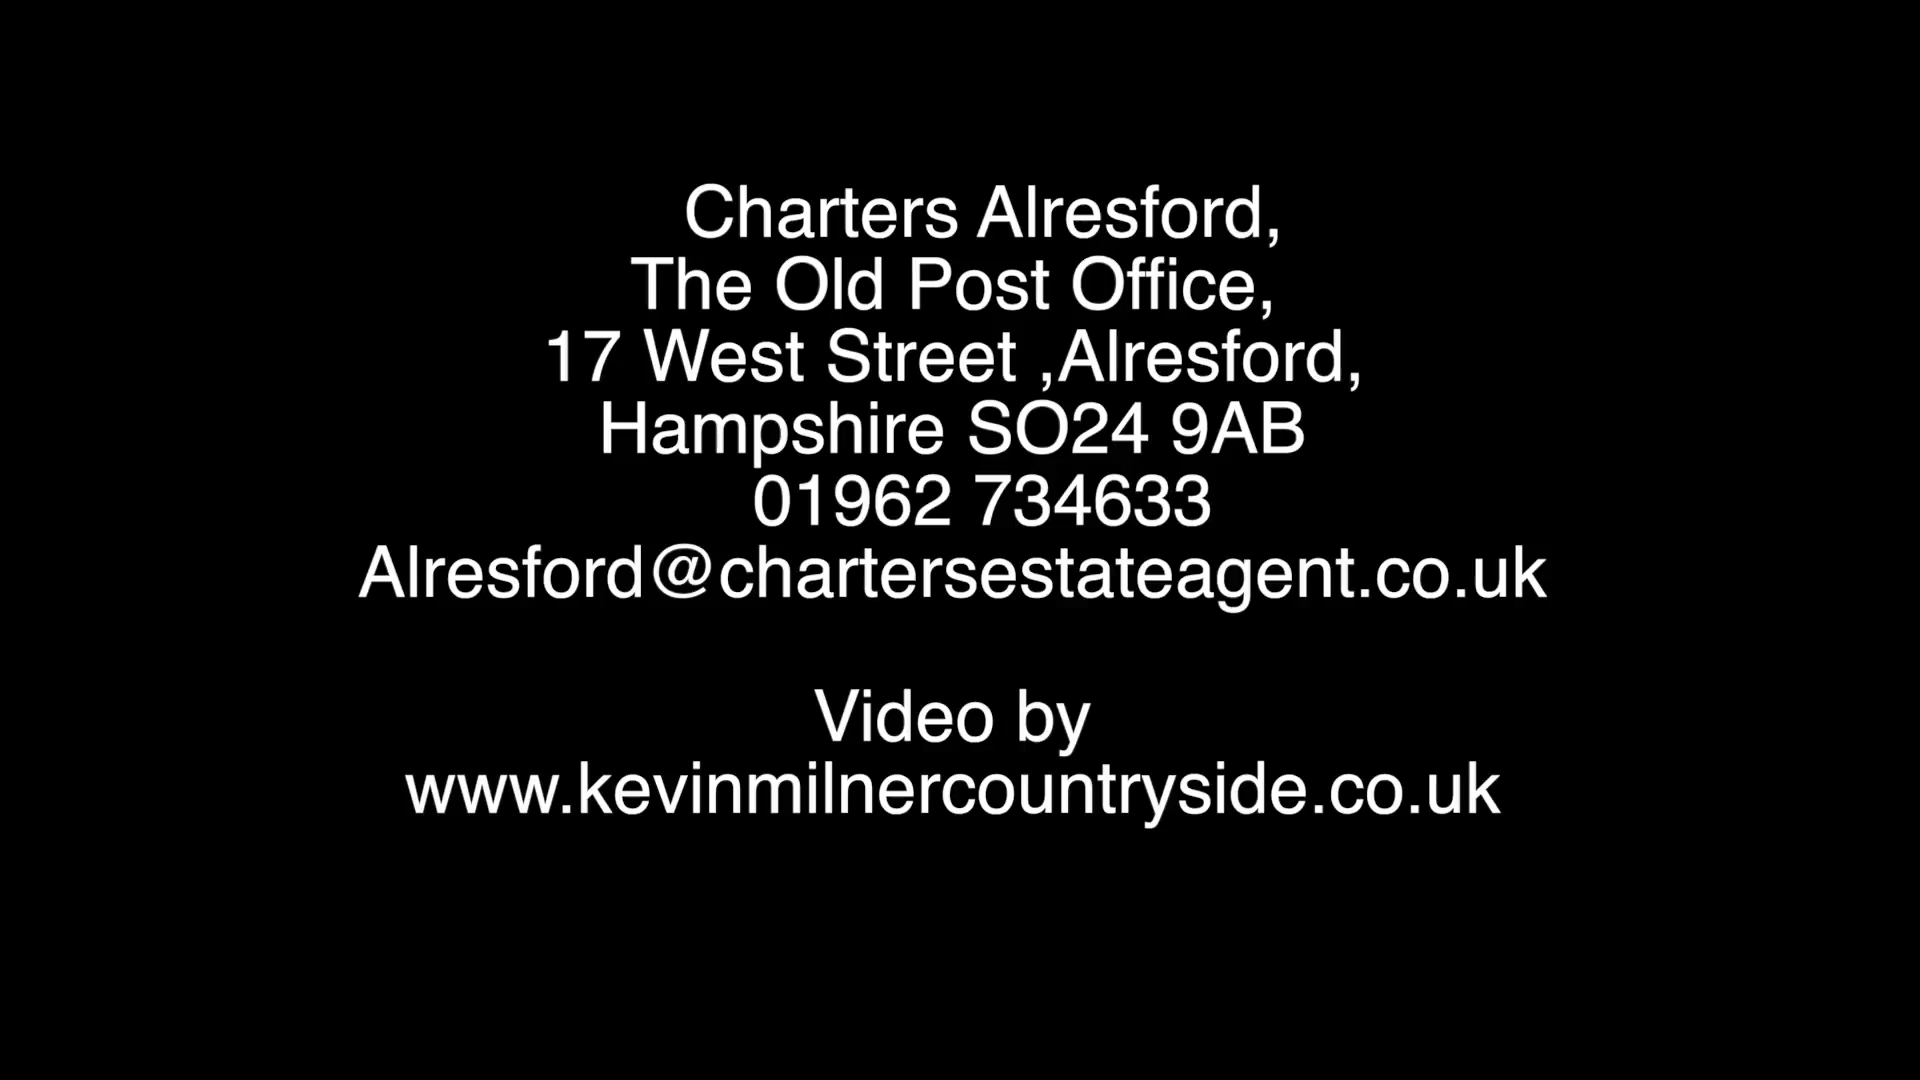 Charters Alresford,
The Old Post Office,
17 West Street ,Alresford,
Hampshire SO24 9AB
01962 734633
Alresford@chartersestateagent.co.uk
Video by
www.kevinmilnercountryside.co.uk